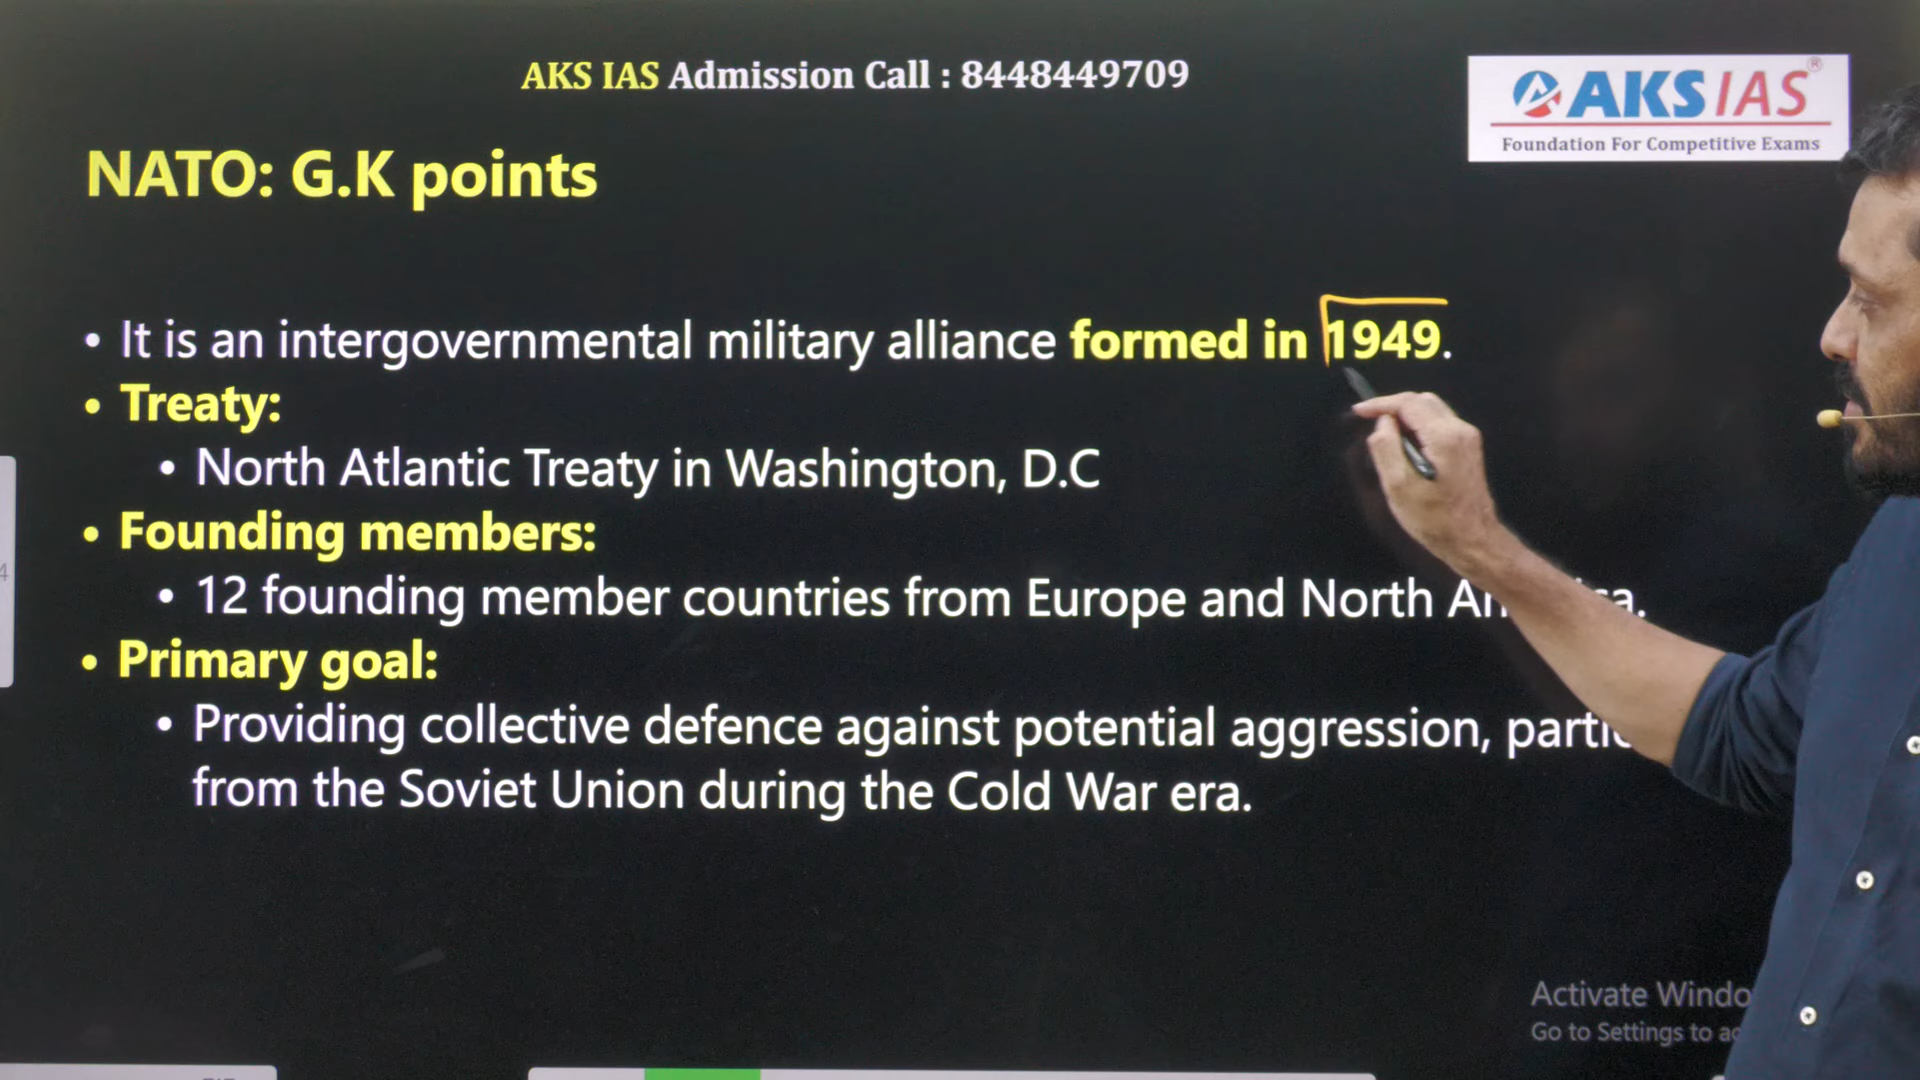 AKS IAS Admission Call : 8448449709
AKS IAS ®
Foundation For Competitive Exams
NATO: G.K points
• It is an intergovernmental military alliance formed in 1949.
• Treaty:
• North Atlantic Treaty in Washington, D.C
• Founding members:
• 12 founding member countries from Europe and North
• Primary goal:
• Providing collective defence against potential aggression,
from the Soviet Union during the Cold War era.
Activate
Go to Settings to